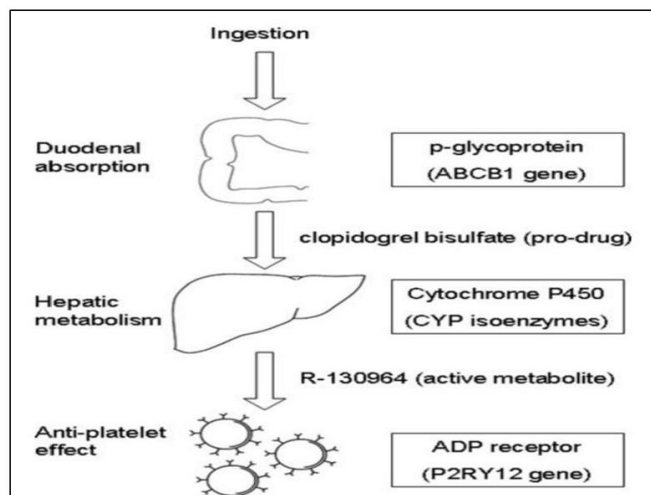 Ingestion
Duodenal
absorption
p-glycoprotein
(ABCB1 gene)
clopidogrel bisulfate (pro-drug)
Hepatic
metabolism
Cytochrome P450
(CYP isoenzymes)
R-130964 (active metabolite)
Anti-platelet
effect
ADP receptor
(P2RY12 gene)